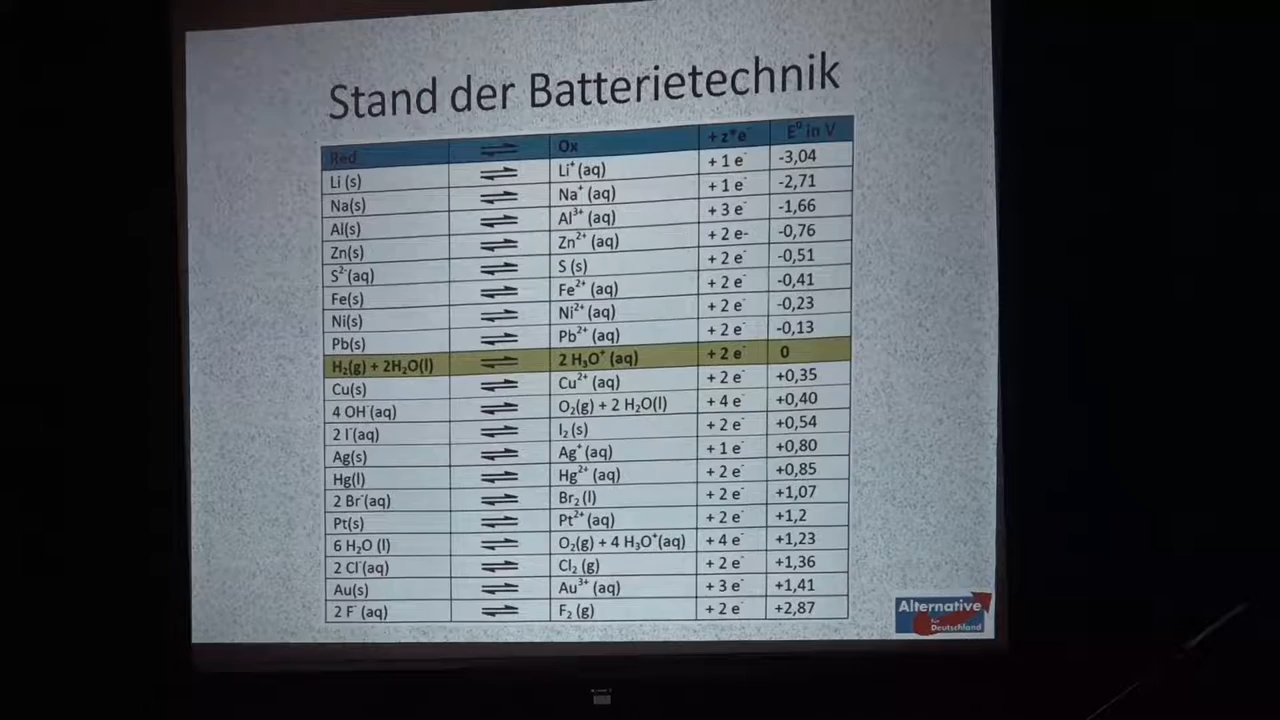 Stand der Batterietechnik
Red ⇌ Ox + z*e⁻ E⁰ in V
Li (s) ⇌ Li⁺ (aq) + 1 e⁻ -3,04
Na(s) ⇌ Na⁺ (aq) + 1 e⁻ -2,71
Al(s) ⇌ Al³⁺ (aq) + 3 e⁻ -1,66
Zn(s) ⇌ Zn²⁺ (aq) + 2 e- -0,76
S²⁻(aq) ⇌ S (s) + 2 e⁻ -0,51
Fe(s) ⇌ Fe²⁺ (aq) + 2 e⁻ -0,41
Ni(s) ⇌ Ni²⁺ (aq) + 2 e⁻ -0,23
Pb(s) ⇌ Pb²⁺ (aq) + 2 e⁻ -0,13
H₂(g) + 2H₂O(l) ⇌ 2 H₃O⁺ (aq) + 2 e⁻ 0
Cu(s) ⇌ Cu²⁺ (aq) + 2 e⁻ +0,35
4 OH⁻(aq) ⇌ O₂(g) + 2 H₂O(l) + 4 e⁻ +0,40
2 I⁻(aq) ⇌ I₂ (s) + 2 e⁻ +0,54
Ag(s) ⇌ Ag⁺ (aq) + 1 e⁻ +0,80
Hg(l) ⇌ Hg²⁺ (aq) + 2 e⁻ +0,85
2 Br⁻(aq) ⇌ Br₂ (l) + 2 e⁻ +1,07
Pt(s) ⇌ Pt²⁺ (aq) + 2 e⁻ +1,2
6 H₂O (l) ⇌ O₂(g) + 4 H₃O⁺(aq) + 4 e⁻ +1,23
2 Cl⁻(aq) ⇌ Cl₂ (g) + 2 e⁻ +1,36
Au(s) ⇌ Au³⁺ (aq) + 3 e⁻ +1,41
2 F⁻ (aq) ⇌ F₂ (g) + 2 e⁻ +2,87
Alternative
für
Deutschland